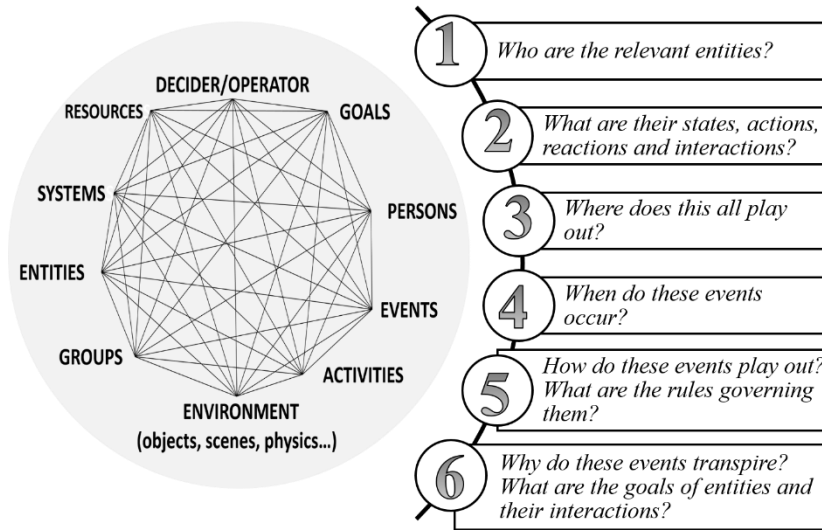 DECIDER/OPERATOR
RESOURCES
GOALS
SYSTEMS
PERSONS
ENTITIES
EVENTS
GROUPS
ACTIVITIES
ENVIRONMENT
(objects, scenes, physics...)
1
Who are the relevant entities?
2
What are their states, actions,
reactions and interactions?
3
Where does this all play
out?
4
When do these events
occur?
5
How do these events play out?
What are the rules governing
them?
6
Why do these events transpire?
What are the goals of entities and
their interactions?